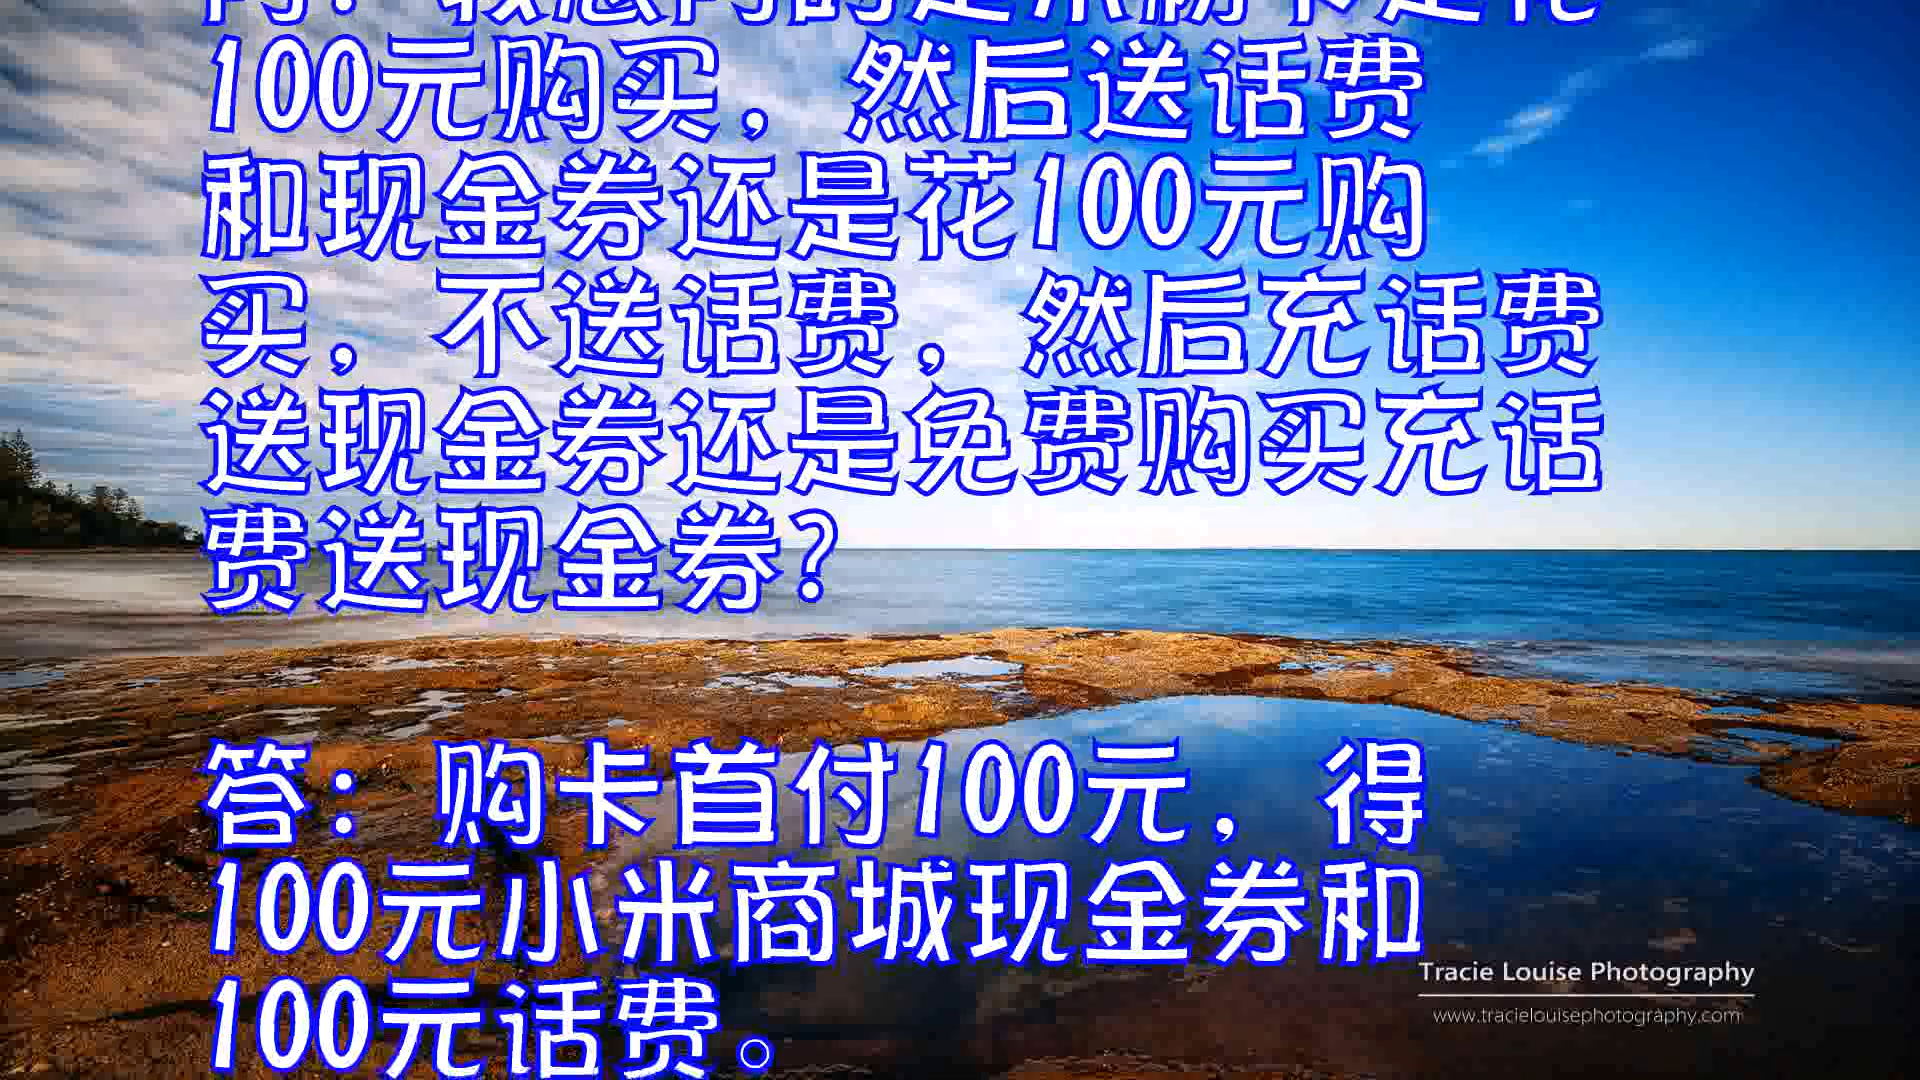 100元购买，然后送话费
和现金券还是花100元购
买，不送话费，然后充话费
送现金券还是免费购买充话
费送现金券?
答：购卡首付100元，得
100元小米商城现金券和
100元话费。
Tracie Louise Photography
www.tracielouisephotography.com